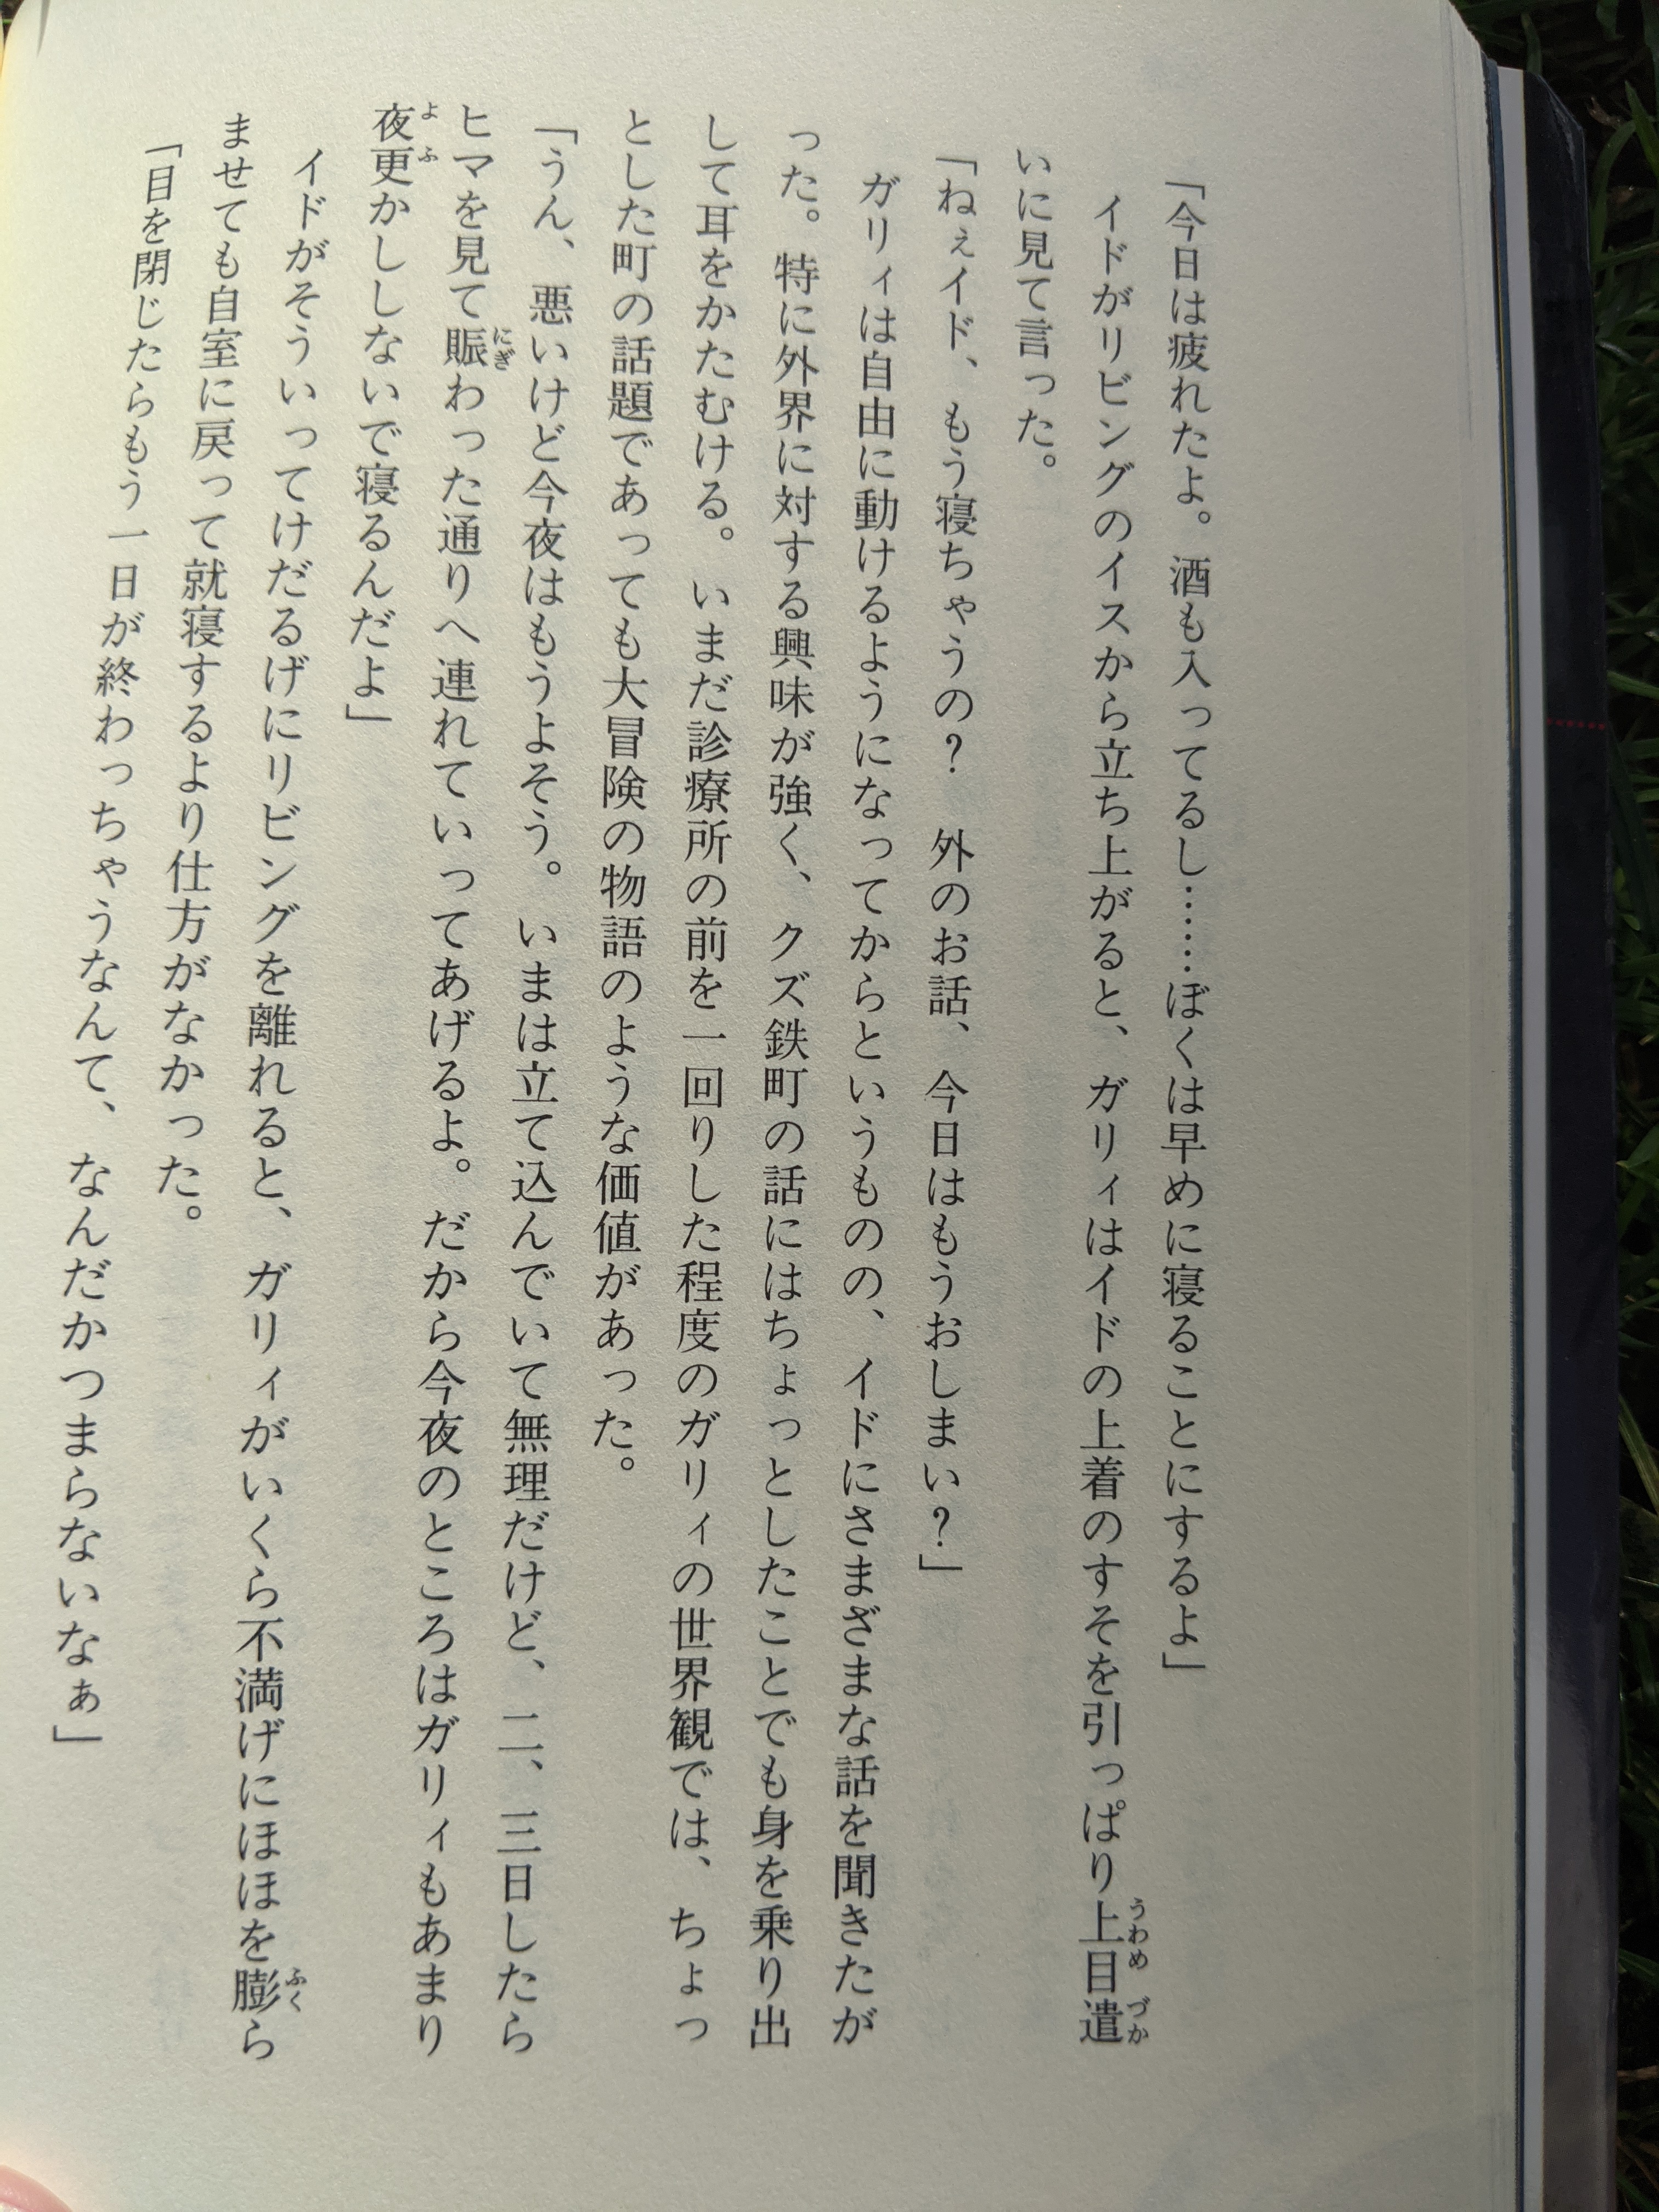 「今日は疲れたよ。酒も入ってるし……ぼくは早めに寝ることにするよ」
イドがリビングのイスから立ち上がると、ガリィはイドの上着のすそを引っぱり上目遣
いに見て言った。
「ねぇイド、もう寝ちゃうの？　外のお話、今日はもうおしまい？」
ガリィは自由に動けるようになってからというものの、イドにさまざまな話を聞きたが
った。特に外界に対する興味が強く、クズ鉄町の話にはちょっとしたことでも身を乗り出
して耳をかたむける。いまだ診療所の前を一回りした程度のガリィの世界観では、ちょっ
とした町の話題であっても大冒険の物語のような価値があった。
「うん、悪いけど今夜はもうよそう。いまは立て込んでいて無理だけど、二、三日したら
ヒマを見て賑わった通りへ連れていってあげるよ。だから今夜のところはガリィもあまり
夜更かししないで寝るんだよ」
イドがそういってけだるげにリビングを離れると、ガリィがいくら不満げにほほを膨ら
ませても自室に戻って就寝するより仕方がなかった。
「目を閉じたらもう一日が終わっちゃうなんて、なんだかつまらないなぁ」